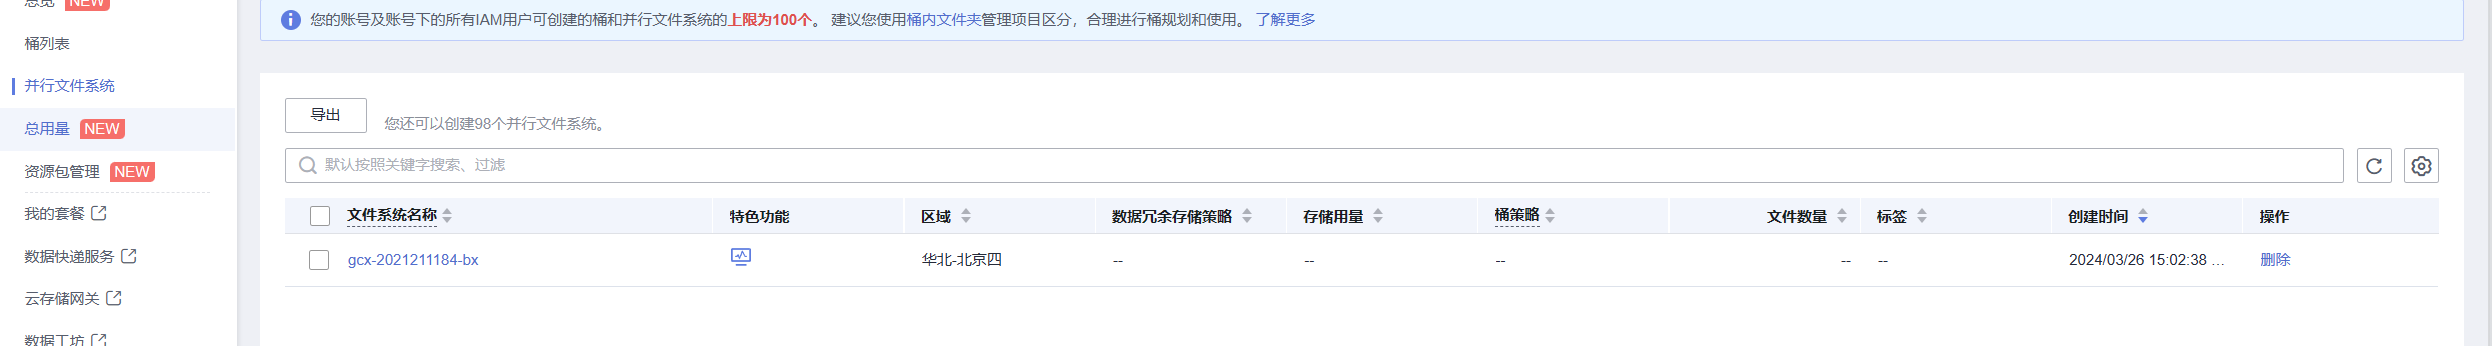 总览 NEW
桶列表
并行文件系统
总用量 NEW
资源包管理 NEW
我的套餐
数据快递服务
云存储网关
数据工坊
您的账号及账号下的所有IAM用户可创建的桶和并行文件系统的上限为100个。 建议您使用桶内文件夹管理项目区分，合理进行桶规划和使用。 了解更多
导出 您还可以创建98个并行文件系统。
默认按照关键字搜索、过滤
文件系统名称 特色功能 区域 数据冗余存储策略 存储用量 桶策略 文件数量 标签 创建时间 操作
gcx-2021211184-bx 华北-北京四 -- -- -- -- -- 2024/03/26 15:02:38 ... 删除